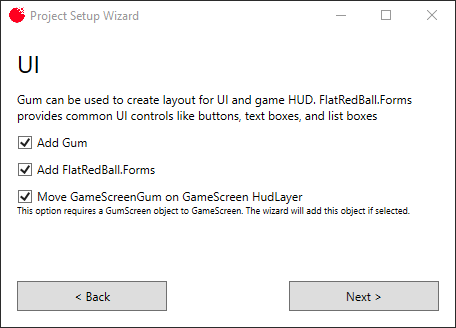 Project Setup Wizard
UI
Gum can be used to create layout for UI and game HUD. FlatRedBall.Forms
provides common UI controls like buttons, text boxes, and list boxes
Add Gum
Add FlatRedBall.Forms
Move GameScreenGum on GameScreen HudLayer
This option requires a GumScreen object to GameScreen. The wizard will add this object if selected.
< Back
Next >